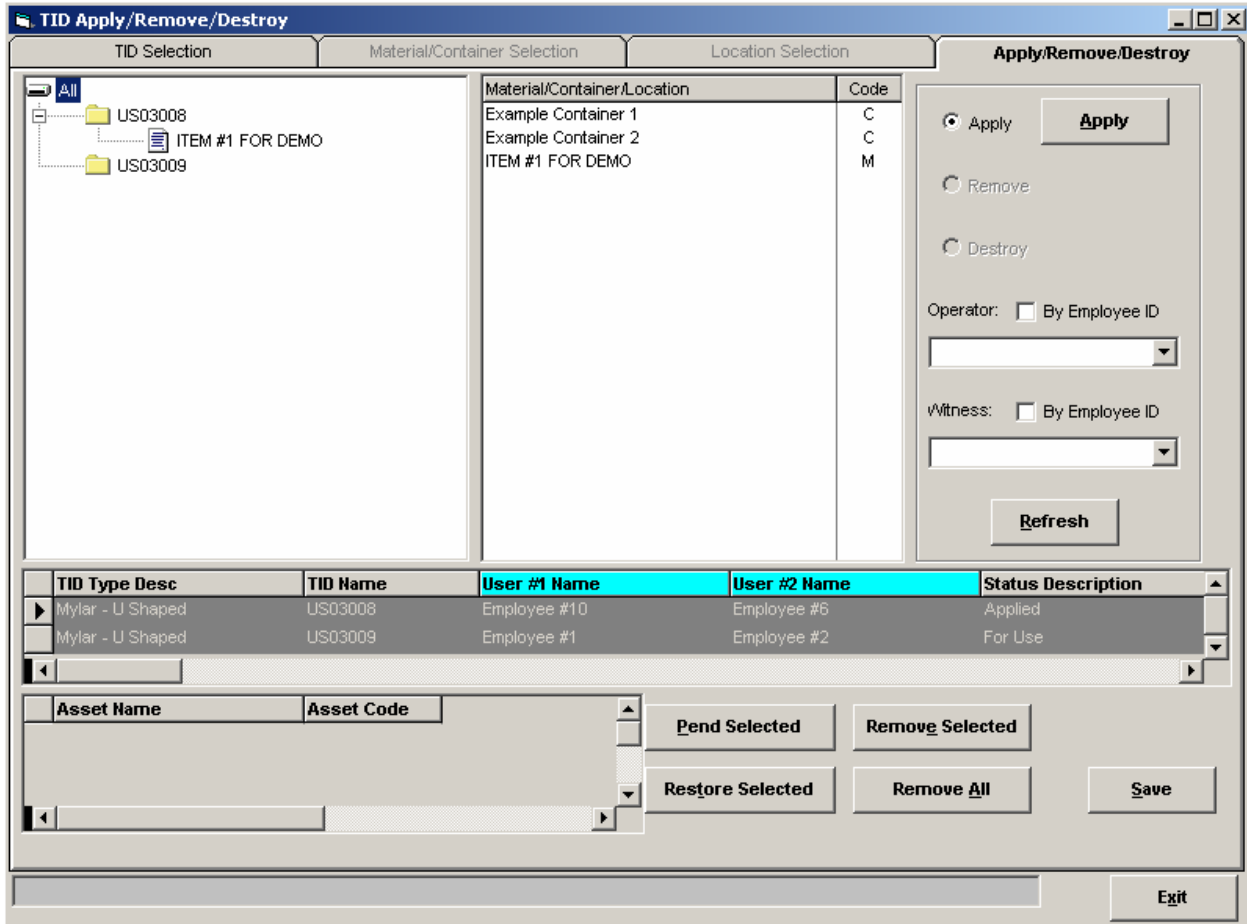 TID Apply/Remove/Destroy
TID Selection Material/Container Selection Location Selection Apply/Remove/Destroy
All
US03008
ITEM #1 FOR DEMO
US03009
Material/Container/Location Code
Example Container 1 C
Example Container 2 C
ITEM #1 FOR DEMO M
Apply Apply
Remove
Destroy
Operator: By Employee ID
Witness: By Employee ID
Refresh
TID Type Desc TID Name User #1 Name User #2 Name Status Description
Mylar - U Shaped US03008 Employee #10 Employee #6 Applied
Mylar - U Shaped US03009 Employee #1 Employee #2 For Use
Asset Name Asset Code
Pend Selected Remove Selected
Restore Selected Remove All Save
Exit